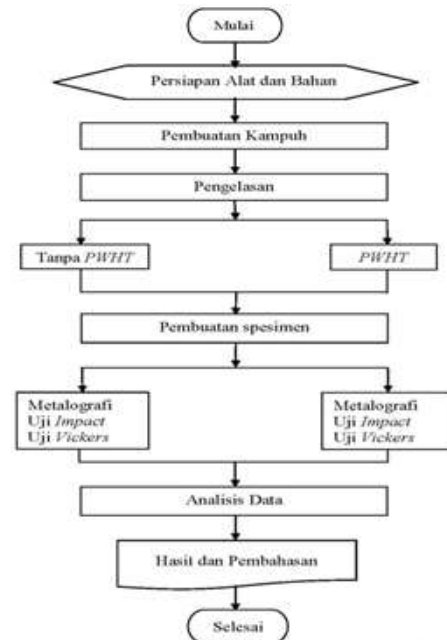 Mulai
Persiapan Alat dan Bahan
Pembuatan Kampuh
Pengelasan
Tanpa PWHT
PWHT
Pembuatan spesimen
Metalografi
Uji Impact
Uji Vickers
Metalografi
Uji Impact
Uji Vickers
Analisis Data
Hasit dan Pembahasan
Selesai